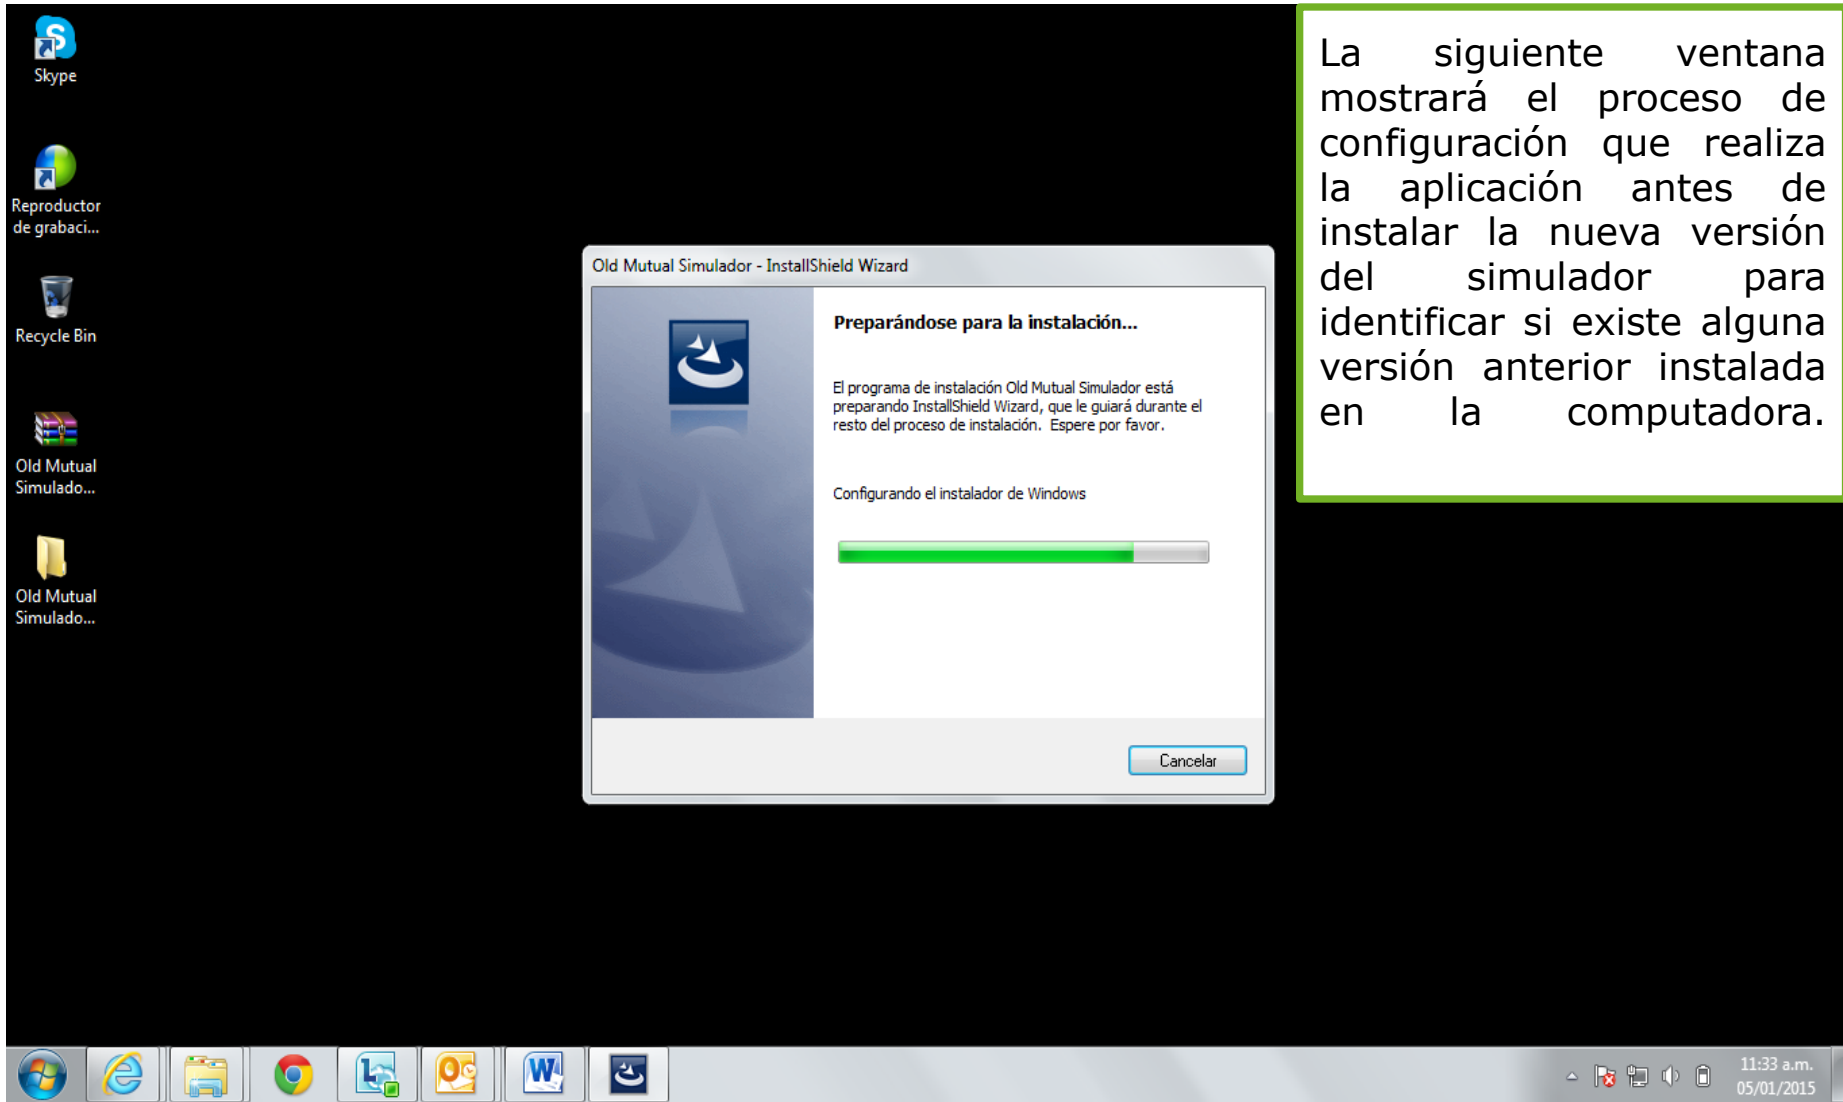 Skype
Reproductor
de grabaci...
Recycle Bin
Old Mutual
Simulado...
Old Mutual
Simulado...
Old Mutual Simulador - InstallShield Wizard
Preparándose para la instalación...
El programa de instalación Old Mutual Simulador está
preparando InstallShield Wizard, que le guiará durante el
resto del proceso de instalación. Espere por favor.
Configurando el instalador de Windows
Cancelar
La siguiente ventana
mostrará el proceso de
configuración que realiza
la aplicación antes de
instalar la nueva versión
del simulador para
identificar si existe alguna
versión anterior instalada
en la computadora.
11:33 a.m.
05/01/2015